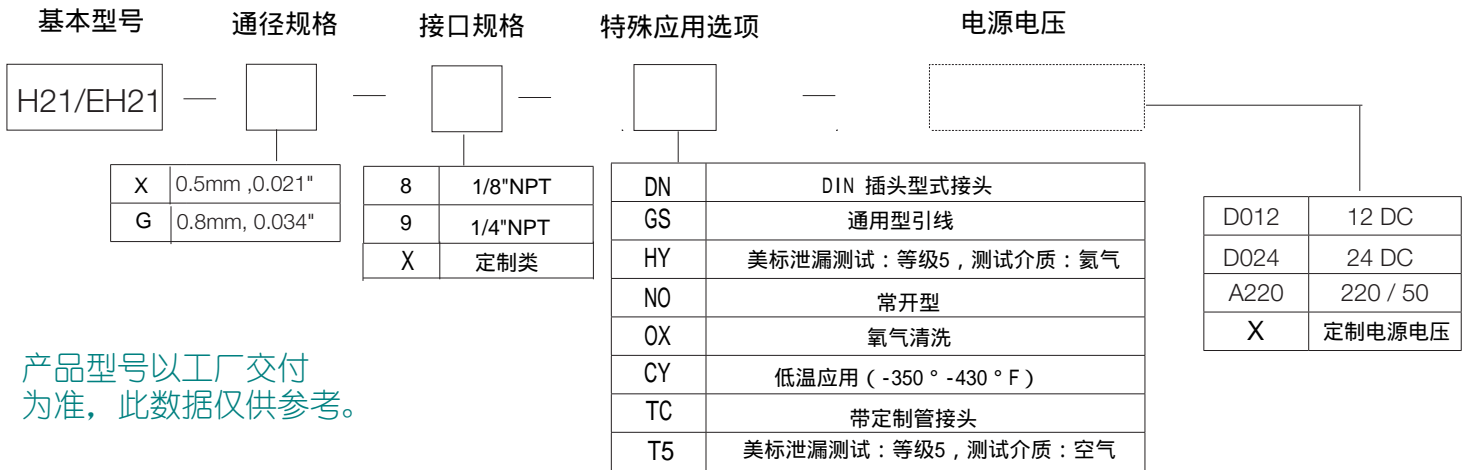 基本型号 通径规格 接口规格 特殊应用选项 电源电压
H21/EH21 — — — —
X 0.5mm ,0.021"
G 0.8mm, 0.034"
8 1/8"NPT
9 1/4"NPT
X 定制类
DN DIN 插头型式接头
GS 通用型引线
HY 美标泄漏测试：等级5，测试介质：氦气
NO 常开型
OX 氧气清洗
CY 低温应用（-350 ° -430 ° F）
TC 带定制管接头
T5 美标泄漏测试：等级5，测试介质：空气
D012 12 DC
D024 24 DC
A220 220 / 50
X 定制电源电压
产品型号以工厂交付
为准，此数据仅供参考。